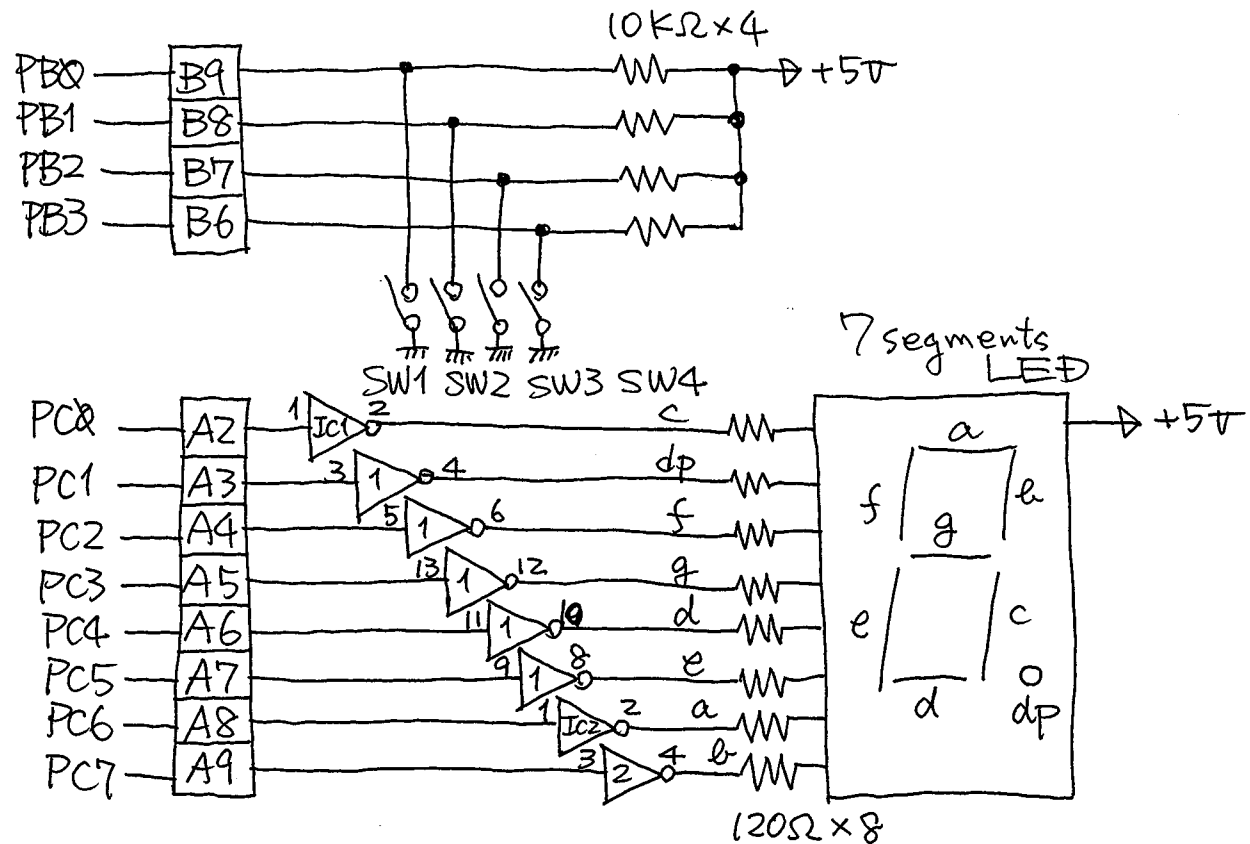 10KΩ×4
PB0 B9 +5V
PB1 B8
PB2 B7
PB3 B6
SW1 SW2 SW3 SW4
7 segments
LED
PC0 A2 1 IC1 2 c +5V
PC1 A3 3 1 4 dp
PC2 A4 5 1 6 f
PC3 A5 13 1 12 g
PC4 A6 11 1 10 d
PC5 A7 9 1 8 e
PC6 A8 1 IC2 2 a
PC7 A9 3 2 4 b
a
f b
g
e c
d dp
120Ω×8